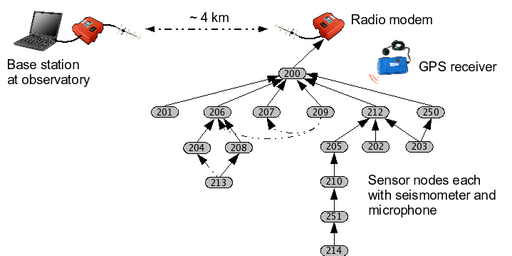 ~ 4 km
Radio modem
Base station
at observatory
GPS receiver
200
201
206
207
209
212
250
204
208
205
202
203
213
210
Sensor nodes each
with seismometer and
microphone
251
214